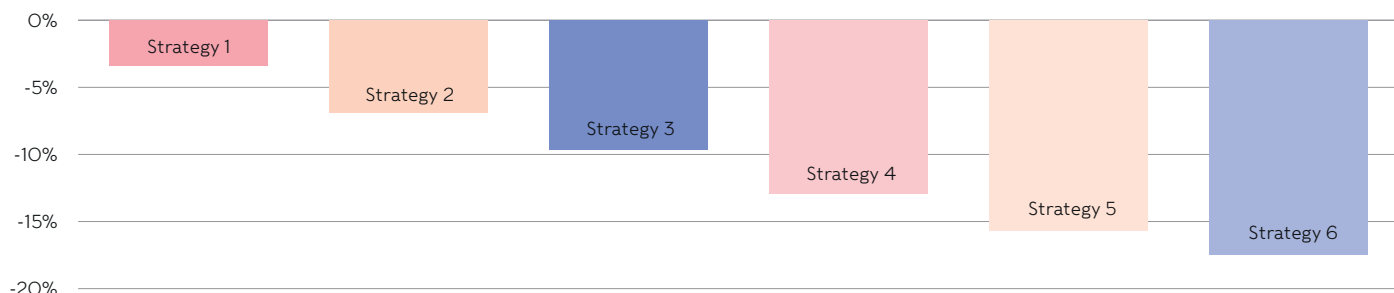 0%
Strategy 1
-5%
Strategy 2
Strategy 3
-10%
Strategy 4
-15%
Strategy 5
Strategy 6
-20%